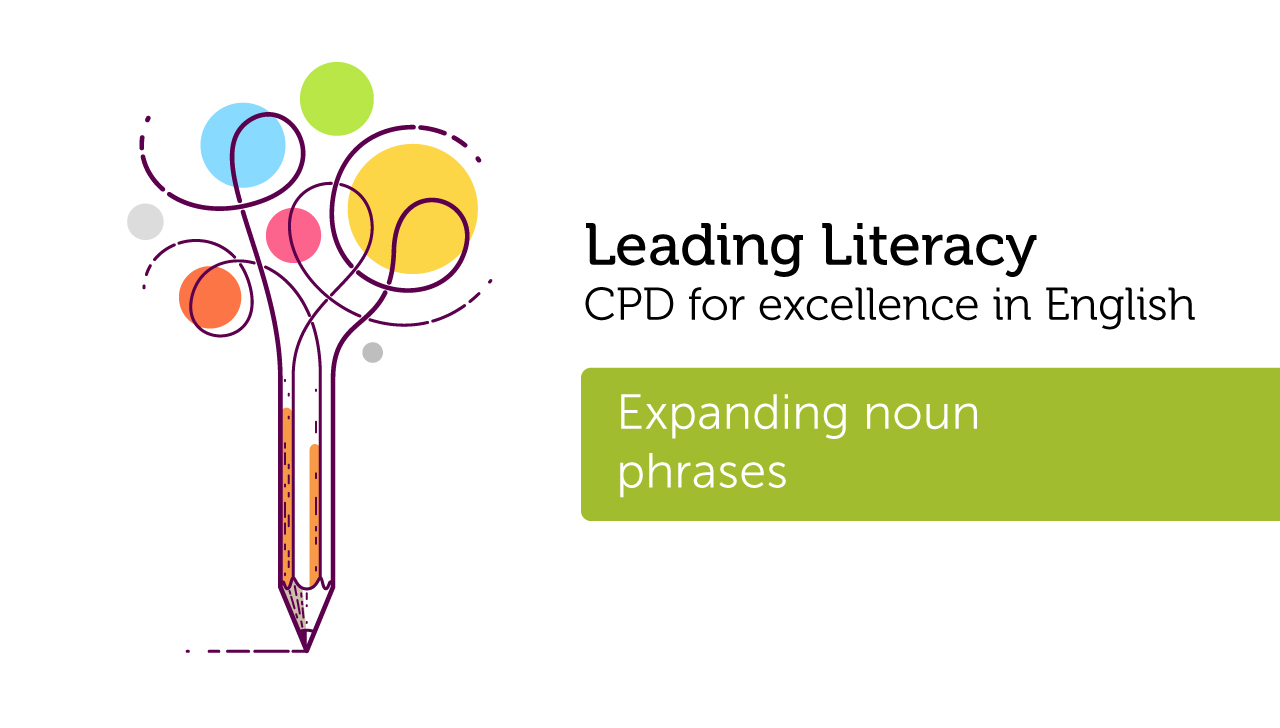 Leading Literacy
CPD for excellence in English
Expanding noun
phrases